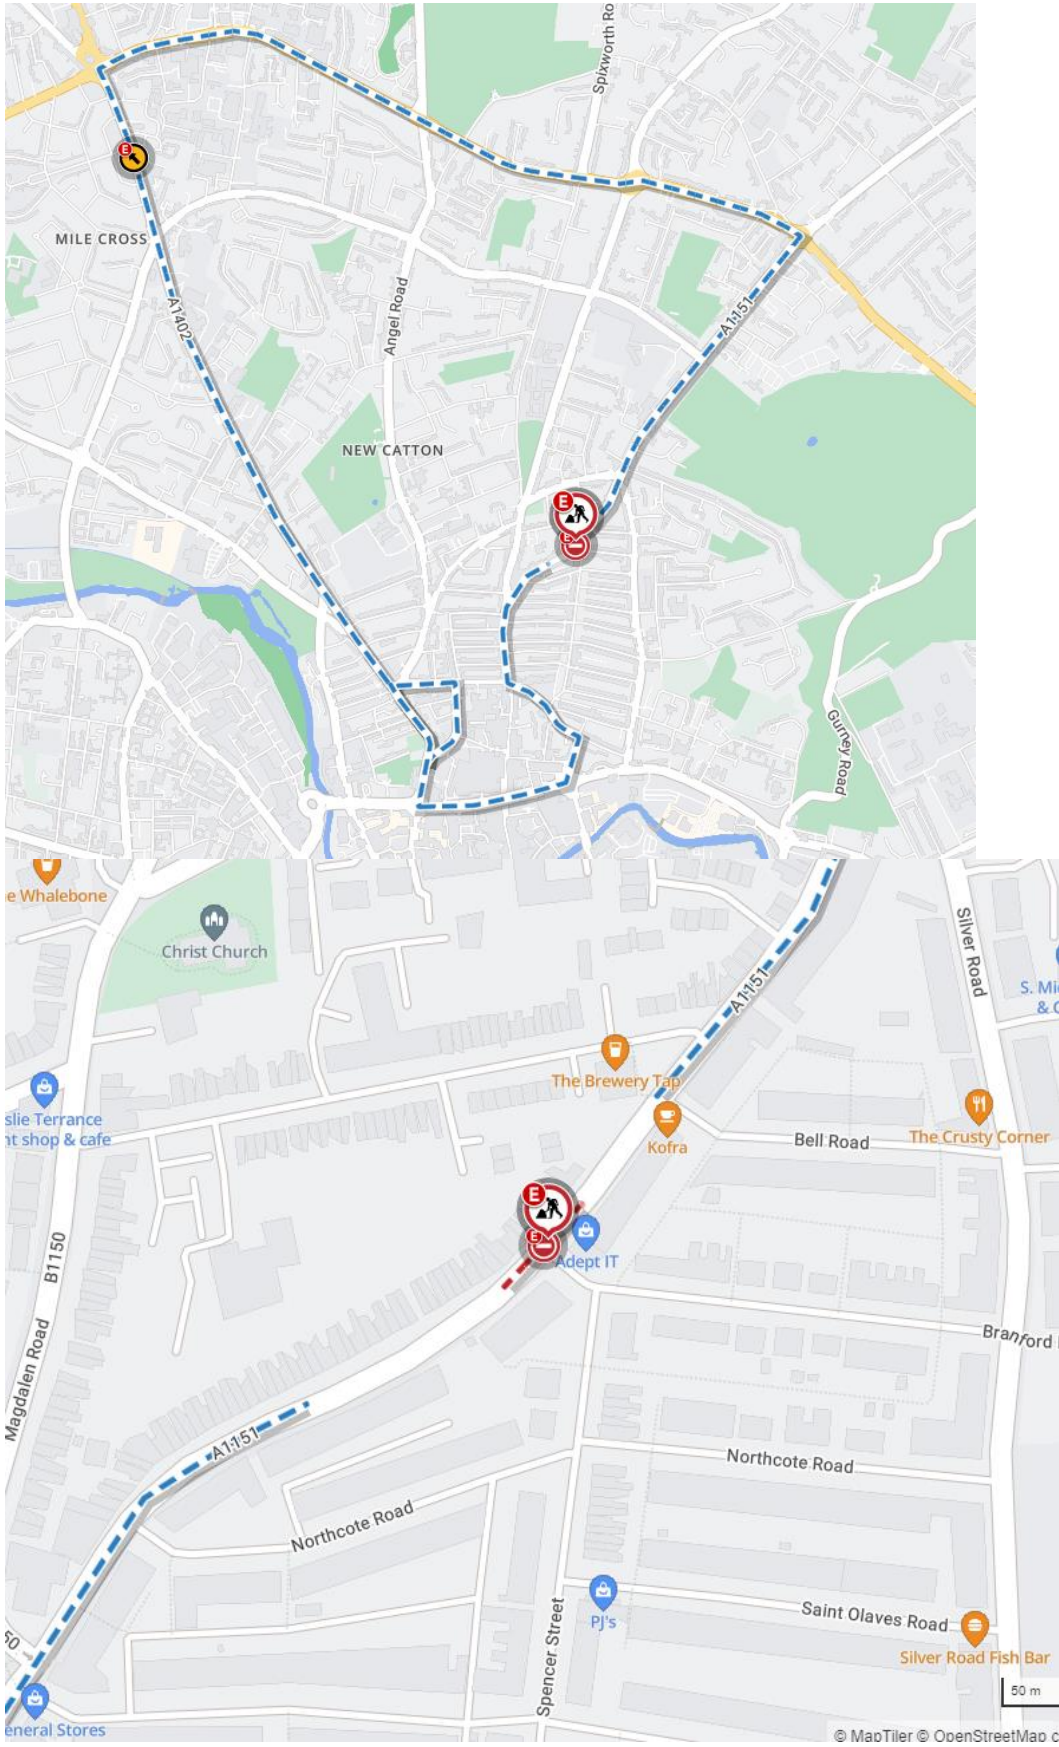 Spixworth Ro
E
MILE CROSS
A1402
Angel Road
A1151
NEW CATTON
E
E
Gurney Road
e Whalebone
Christ Church
Silver Road
S. Mi
& C
A1151
The Brewery Tap
slie Terrance
nt shop & cafe
Kofra
Bell Road
The Crusty Corner
E
E
Adept IT
B1150
Magdalen Road
Branford
A1151
Northcote Road
Northcote Road
PJ's
Saint Olaves Road
Spencer Street
Silver Road Fish Bar
50
50 m
eneral Stores
© MapTiler © OpenStreetMap c